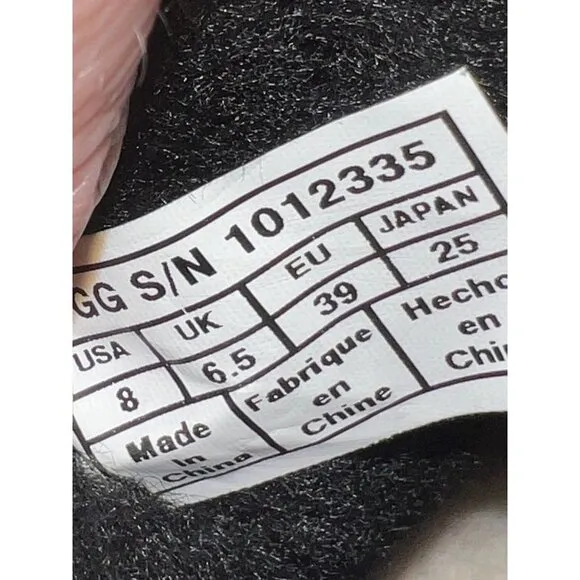 GG S/N 1012335
USA UK EU JAPAN
8 6.5 39 25
Made in China
Fabrique en Chine
Hecho en Chi